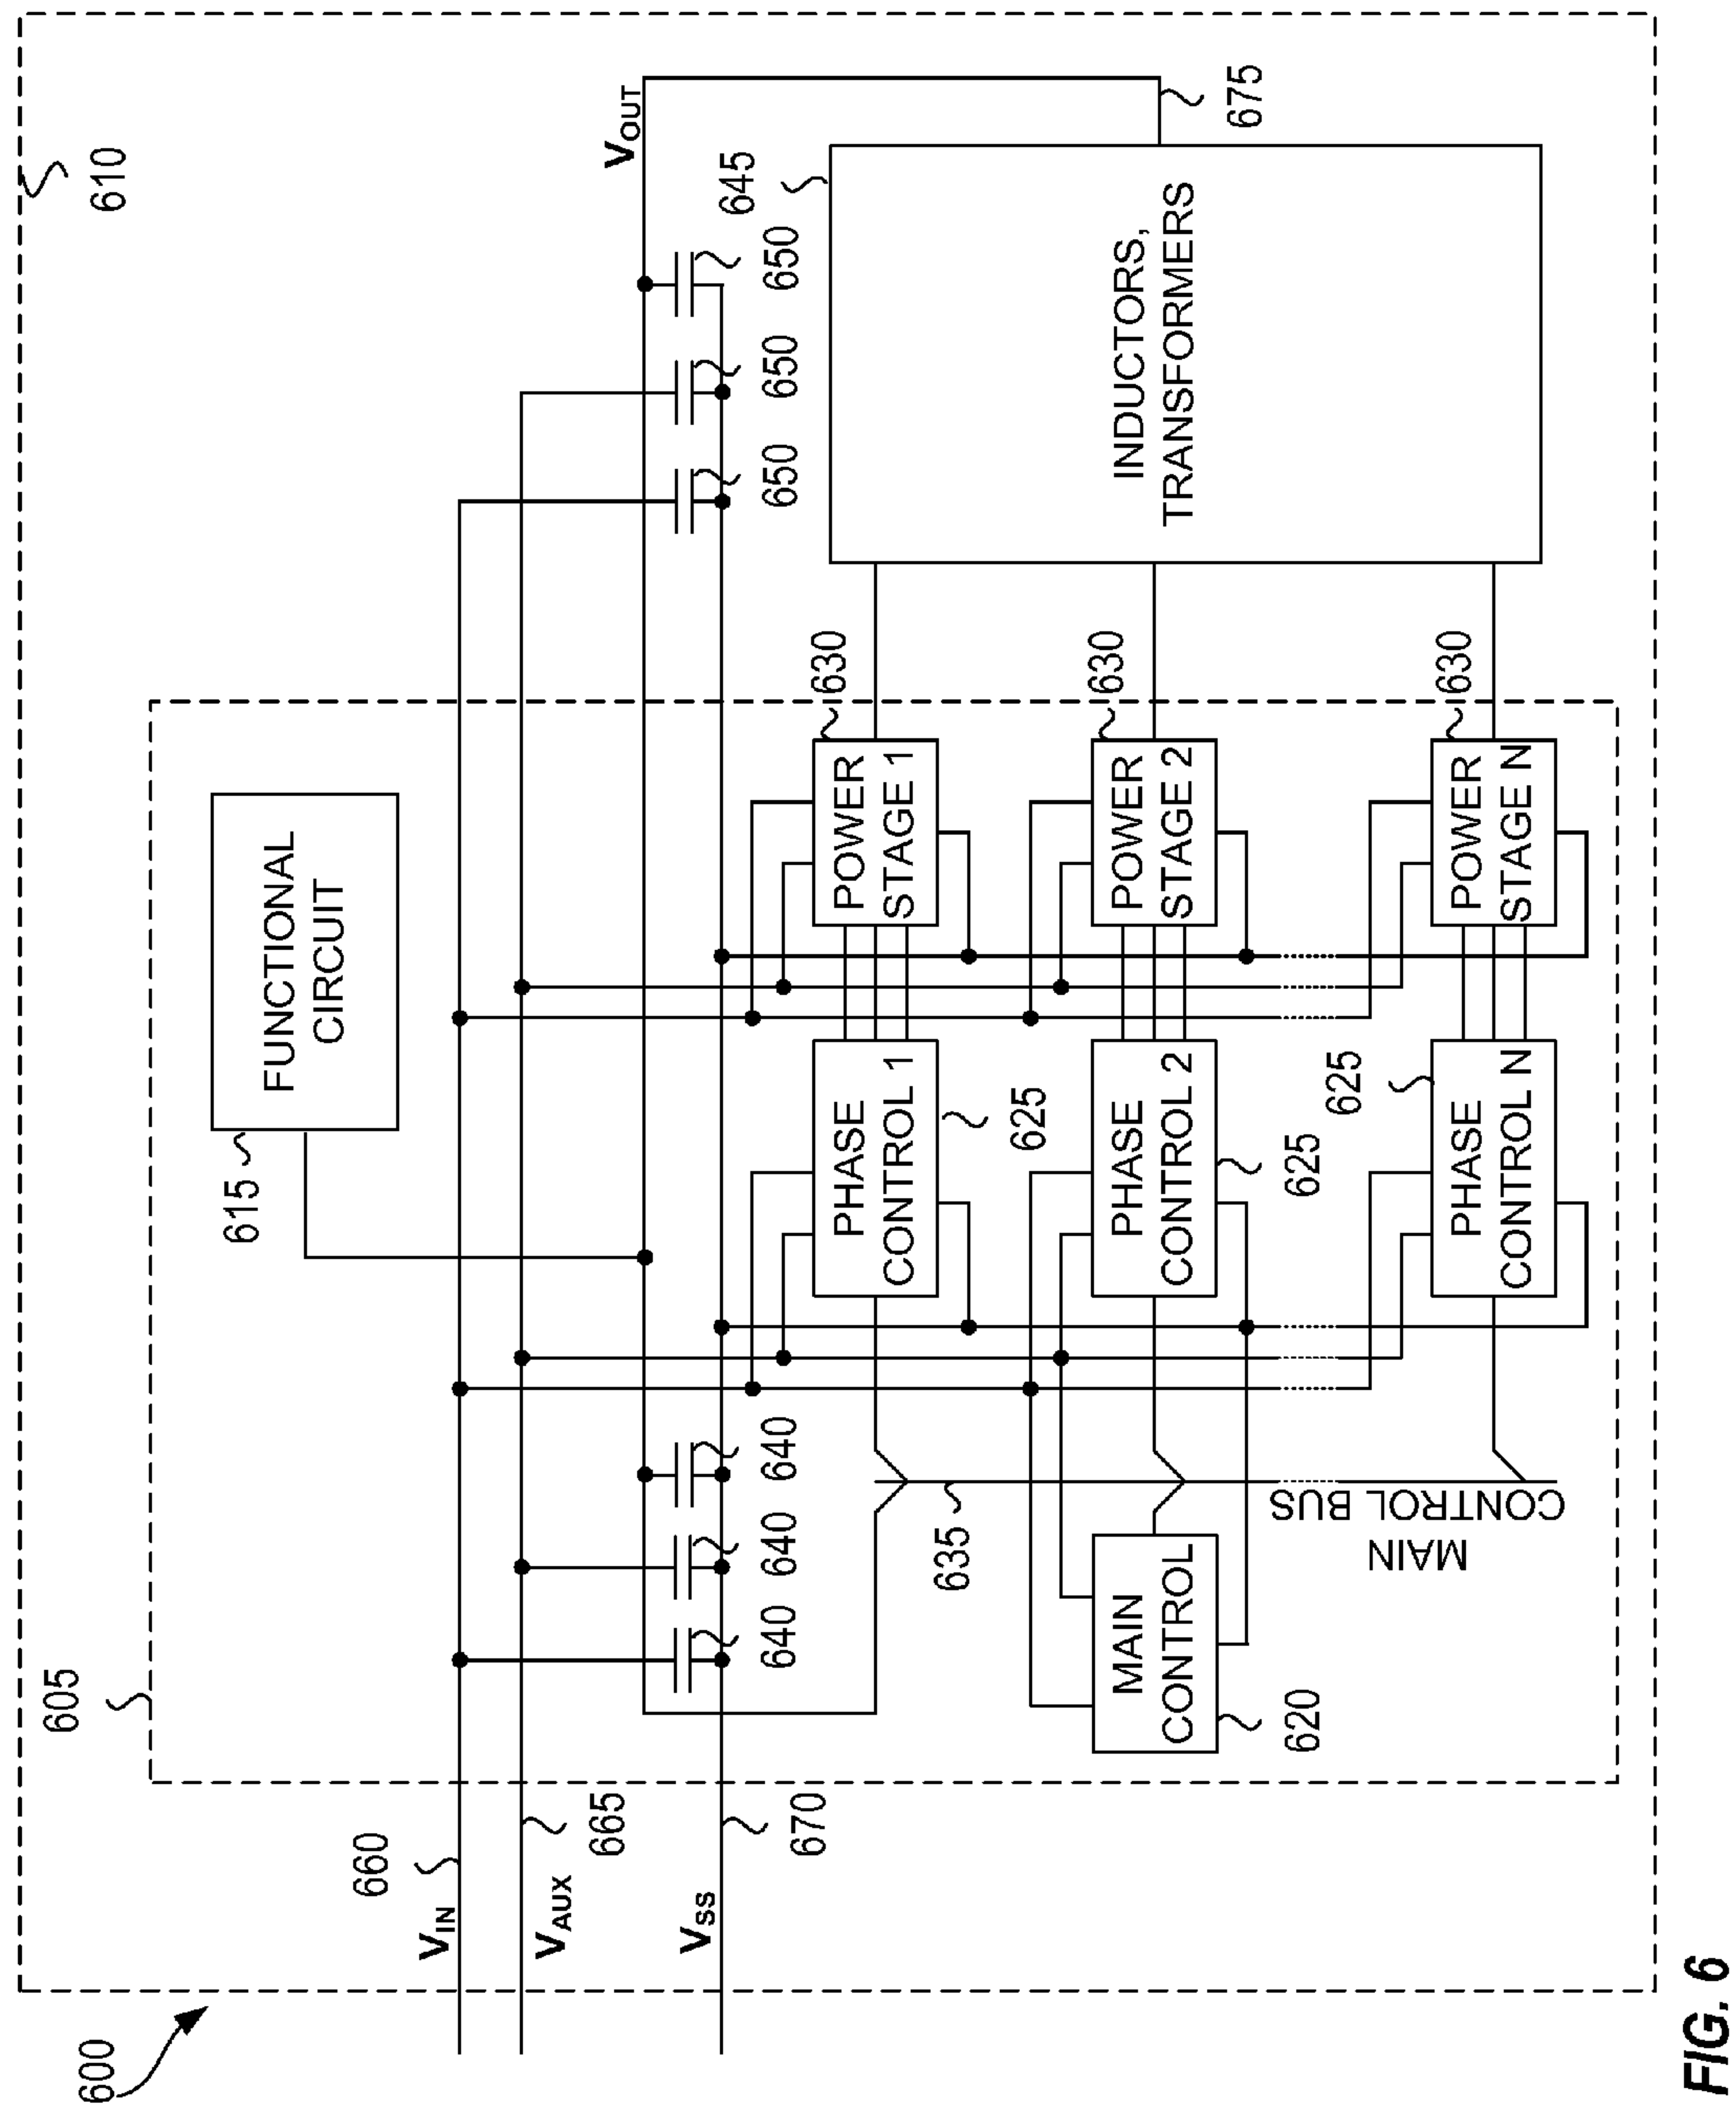 600
610
605
615
FUNCTIONAL
CIRCUIT
660
VIN
665
VAUX
VOUT
670
VSS
640
640
640
650
650
650
645
INDUCTORS,
TRANSFORMERS
675
630
POWER
STAGE 1
630
POWER
STAGE 2
630
POWER
STAGE N
PHASE
CONTROL 1
625
PHASE
CONTROL 2
625
PHASE
CONTROL N
625
635
MAIN
CONTROL BUS
MAIN
CONTROL
620
FIG. 6